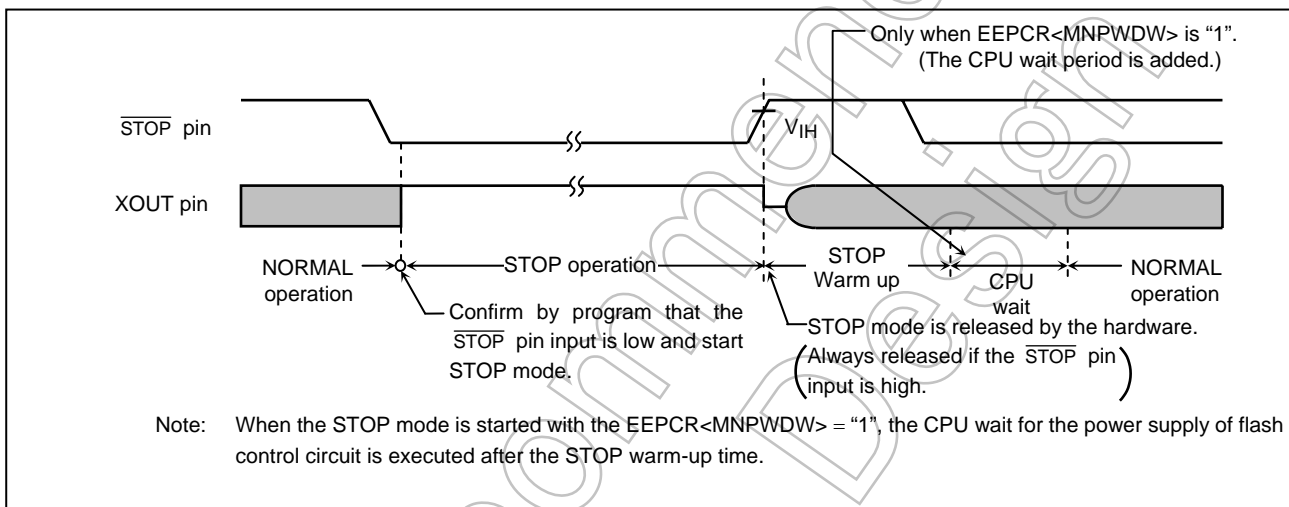 Only when EEPCR<MNPWDW> is “1”.
(The CPU wait period is added.)
STOP pin
VIH
XOUT pin
NORMAL
operation
STOP operation
STOP
Warm up
CPU
wait
NORMAL
operation
Confirm by program that the
STOP pin input is low and start
STOP mode.
STOP mode is released by the hardware.
(Always released if the STOP pin
input is high.)
Note: When the STOP mode is started with the EEPCR<MNPWDW> = “1”, the CPU wait for the power supply of flash
control circuit is executed after the STOP warm-up time.
ommen
Design